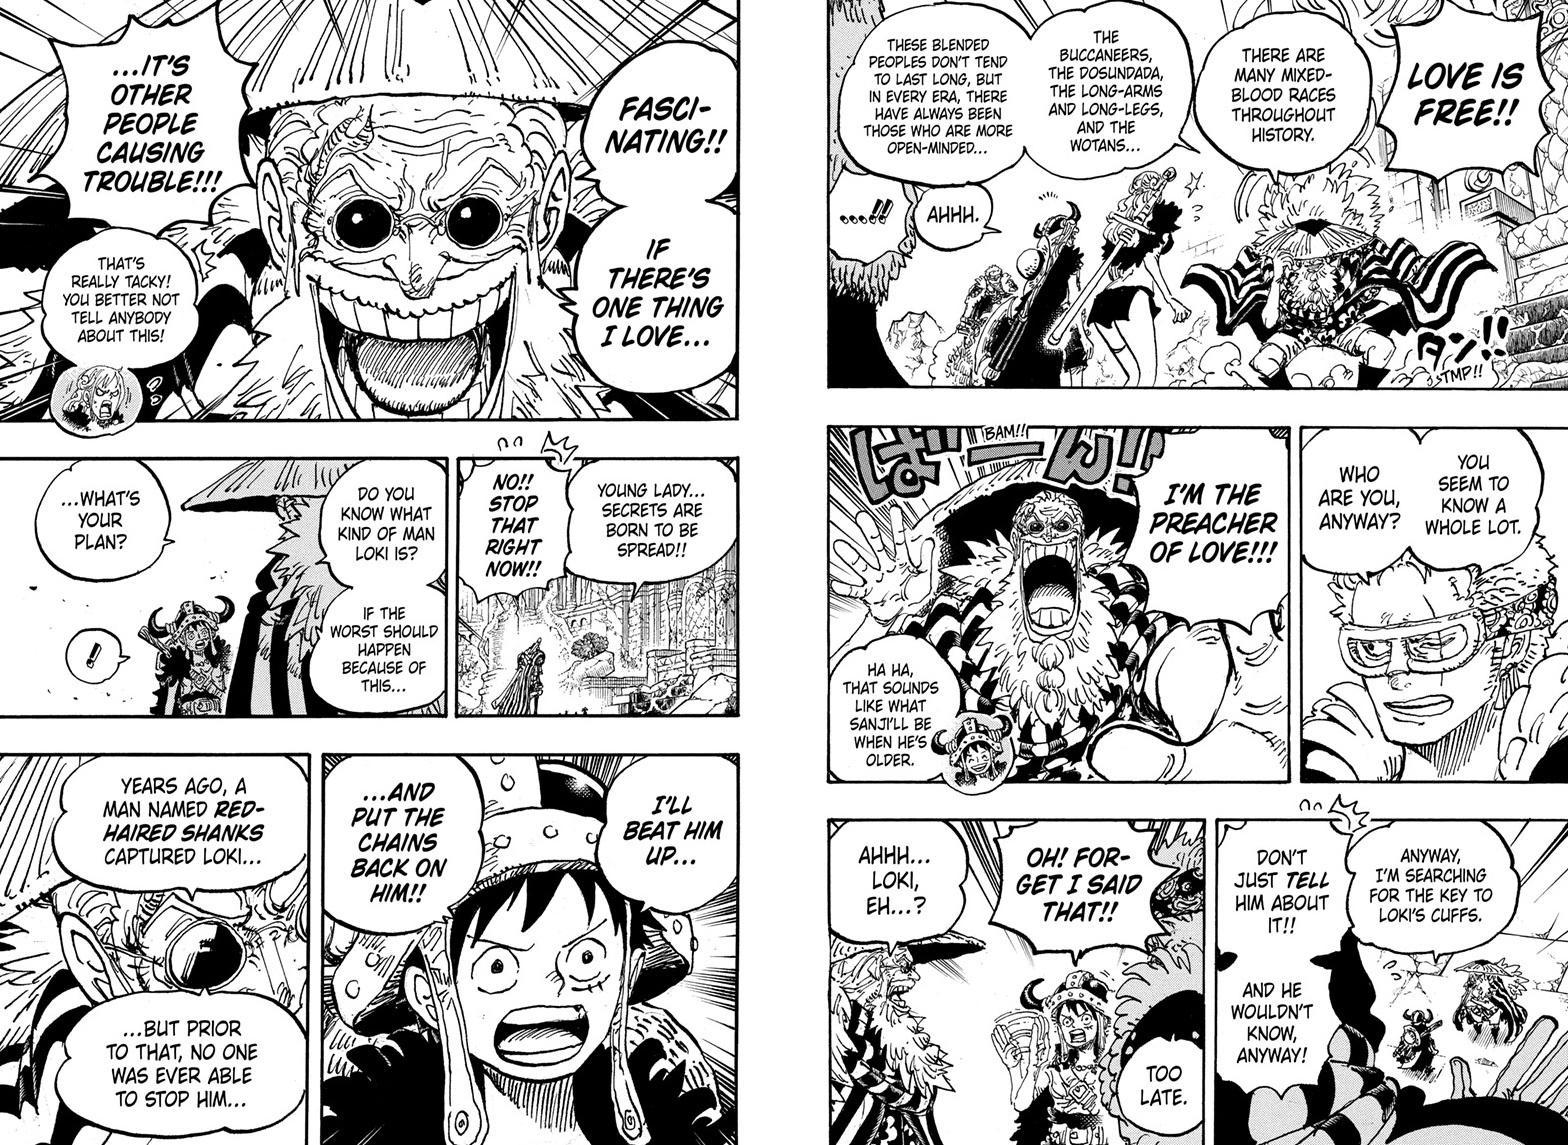 LOVE IS
FREE!!
THERE ARE
MANY MIXED-
BLOOD RACES
THROUGHOUT
HISTORY.
THE
BUCCANEERS,
THE DOSUNDADA,
THE LONG-ARMS
AND LONG-LEGS,
AND THE
WOTANS...
THESE BLENDED
PEOPLES DON'T TEND
TO LAST LONG, BUT
IN EVERY ERA, THERE
HAVE ALWAYS BEEN
THOSE WHO ARE MORE
OPEN-MINDED...
AHHH.
....!!
タン!!
STMP!!
YOU
SEEM TO
KNOW A
WHOLE LOT.
WHO
ARE YOU,
ANYWAY?
ばーん!!
BAM!!
I'M THE
PREACHER
OF LOVE!!!
HA HA,
THAT SOUNDS
LIKE WHAT
SANJI'LL BE
WHEN HE'S
OLDER.
ANYWAY,
I'M SEARCHING
FOR THE KEY TO
LOKI'S CUFFS.
DON'T
JUST TELL
HIM ABOUT
IT!!
AND HE
WOULDN'T
KNOW,
ANYWAY!
OH! FOR-
GET I SAID
THAT!!
TOO
LATE.
AHHH...
LOKI,
EH...?
FASCI-
NATING!!
IF
THERE'S
ONE THING
I LOVE...
...IT'S
OTHER
PEOPLE
CAUSING
TROUBLE!!!
THAT'S
REALLY TACKY!
YOU BETTER NOT
TELL ANYBODY
ABOUT THIS!
YOUNG LADY...
SECRETS ARE
BORN TO BE
SPREAD!!
NO!!
STOP
THAT
RIGHT
NOW!!
DO YOU
KNOW WHAT
KIND OF MAN
LOKI IS?
IF THE
WORST SHOULD
HAPPEN
BECAUSE OF
THIS...
...WHAT'S
YOUR
PLAN?
!
I'LL
BEAT HIM
UP...
...AND
PUT THE
CHAINS
BACK ON
HIM!!
YEARS AGO, A
MAN NAMED RED-
HAIRED SHANKS
CAPTURED LOKI...
...BUT PRIOR
TO THAT, NO ONE
WAS EVER ABLE
TO STOP HIM...